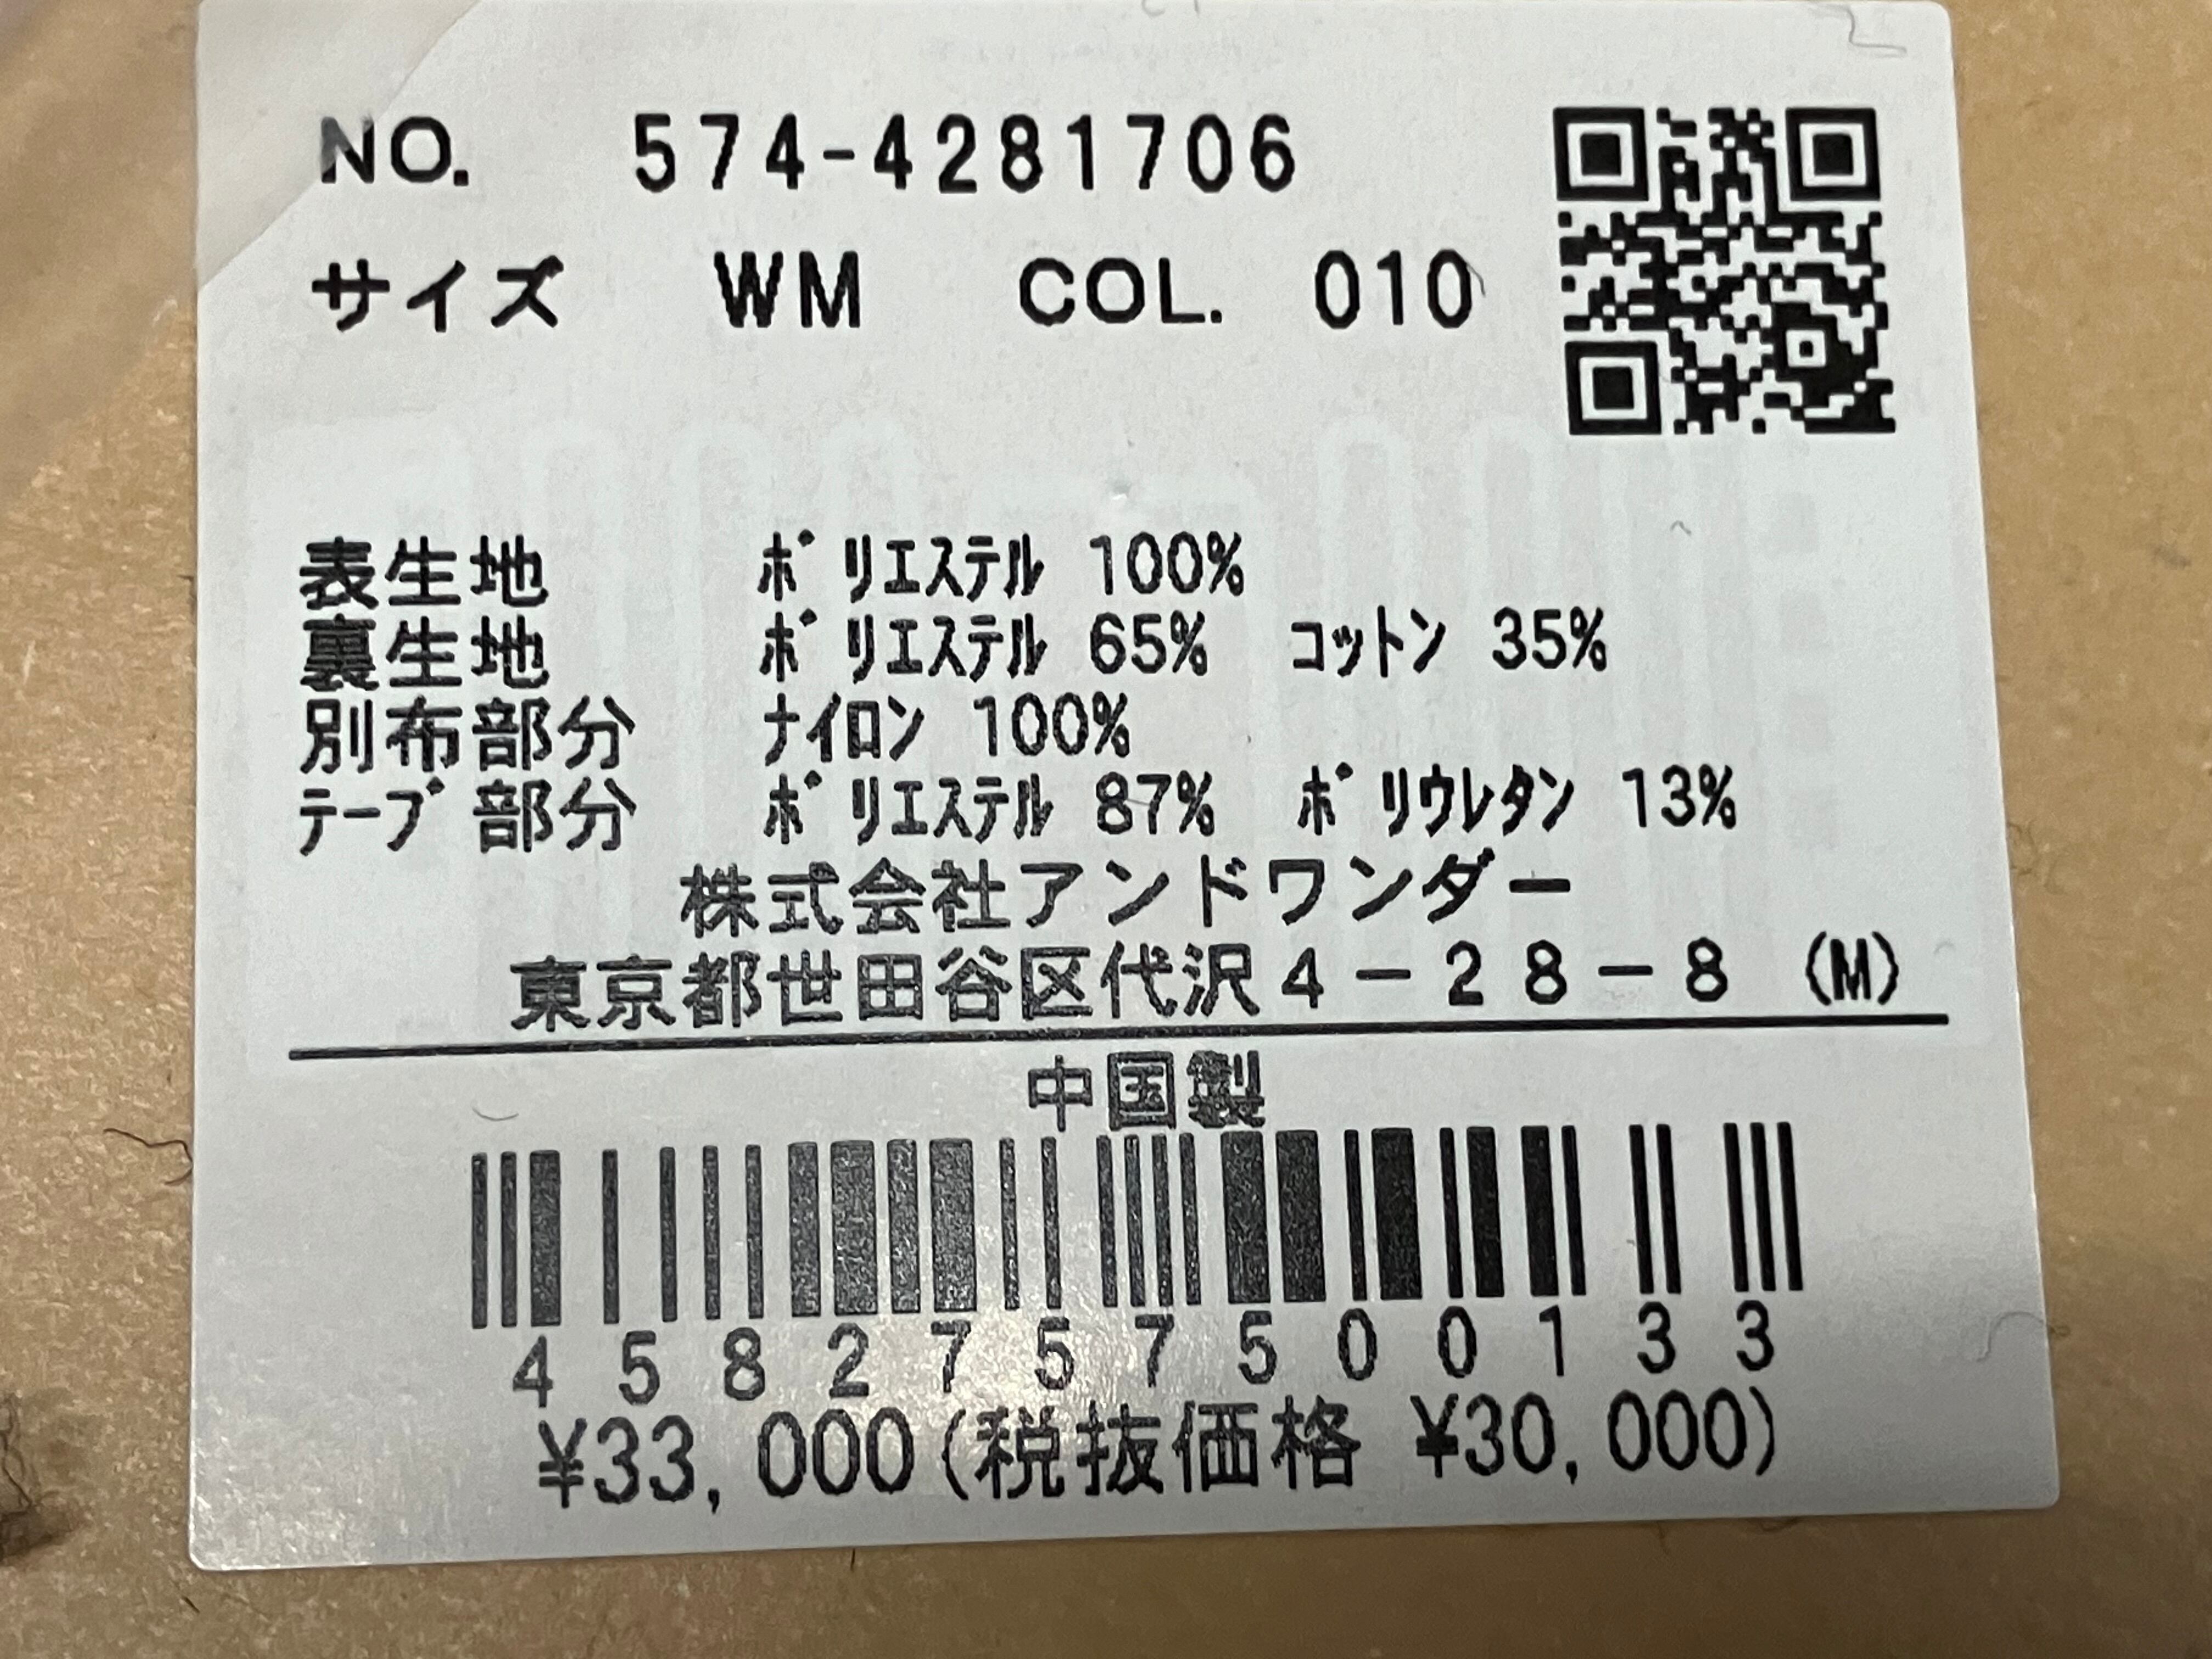 NO. 574-4281706
サイズ WM COL. 010
表生地 ポリエステル 100%
裏生地 ポリエステル 65% コットン 35%
別布部分 ナイロン 100%
テープ部分 ポリエステル 87% ポリウレタン 13%
株式会社アンドワンダー
東京都世田谷区代沢4-28-8 (M)
中国製
4582757500133
¥33,000(税抜価格 ¥30,000)